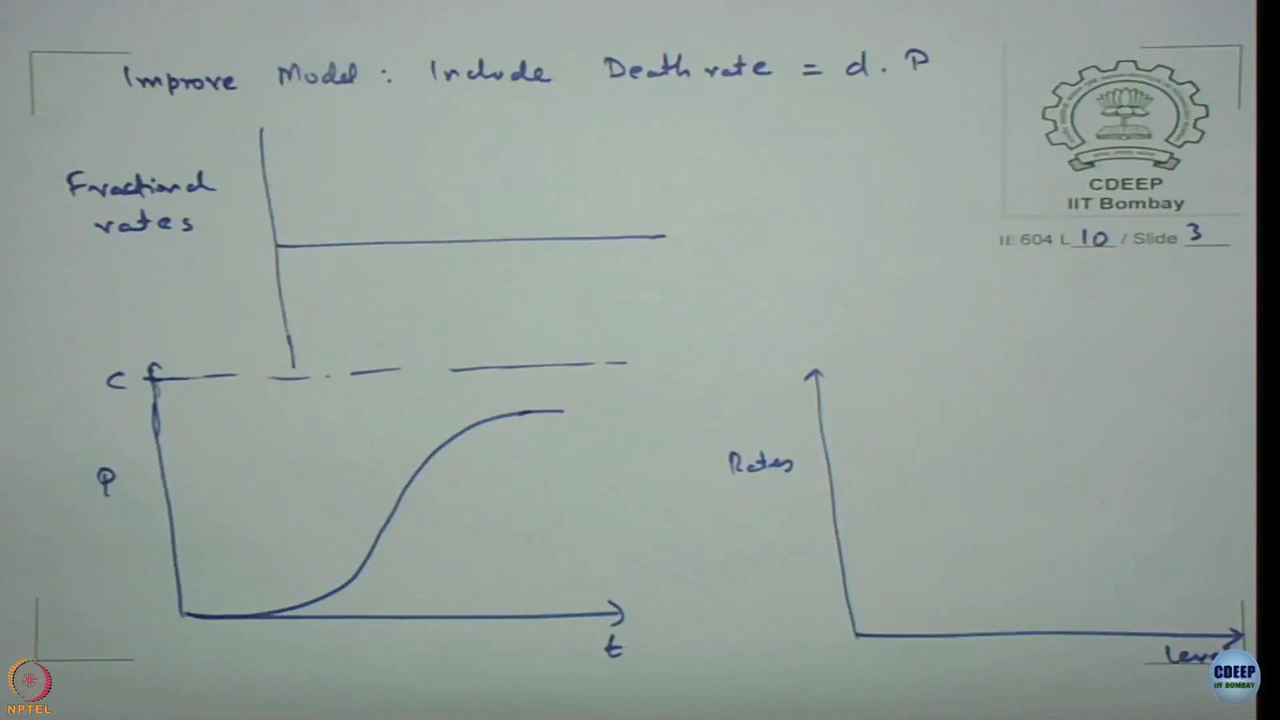 Improve Model : Include Death rate = d . P
CDEEP
IIT Bombay
IE 604 L 10 / Slide 3
Fractional
rates
C
P
t
Rates
CDEEP
IIT BOMBAY
NPTEL